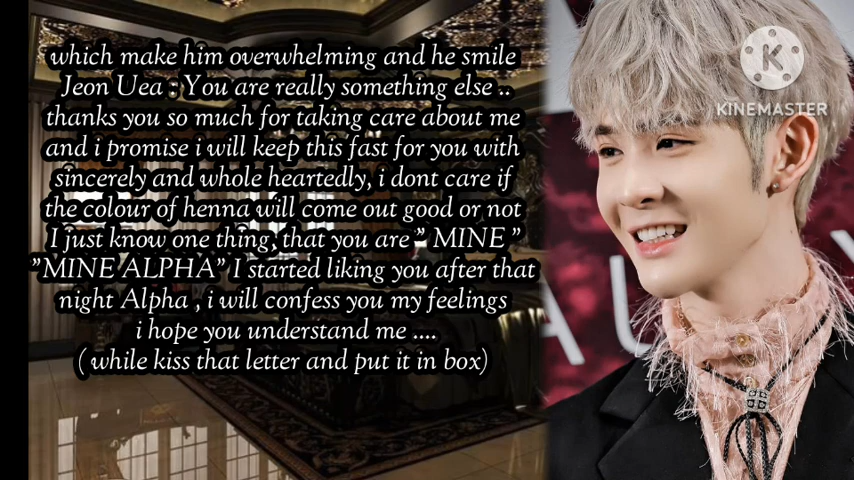 which make him overwhelming and he smile
Jeon Uea : You are really something else ..
thanks you so much for taking care about me
and i promise i will keep this fast for you with
sincerely and whole heartedly, i dont care if
the colour of henna will come out good or not
I just know one thing, that you are " MINE "
"MINE ALPHA" I started liking you after that
night Alpha , i will confess you my feelings
i hope you understand me ....
( while kiss that letter and put it in box)
K
KINEMASTER
A U